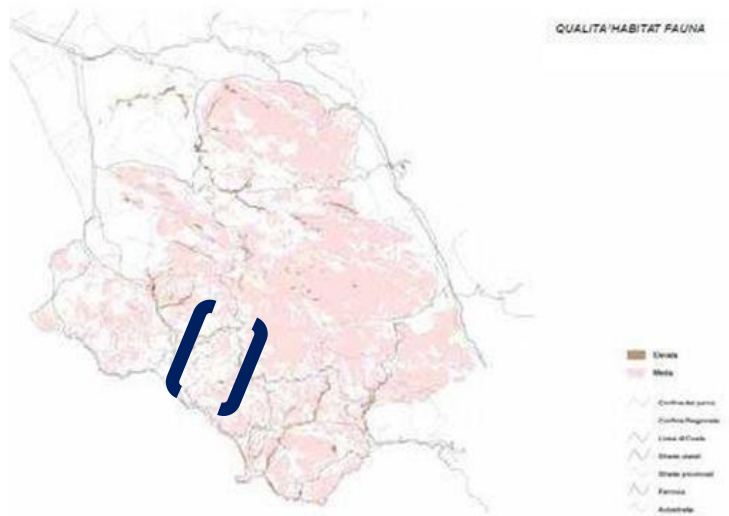 QUALITA'HABITAT FAUNA
Elevata
Media
Confine del parco
Confine Regionale
Linea di Costa
Strade statali
Strade provinciali
Ferrovia
Autostrada